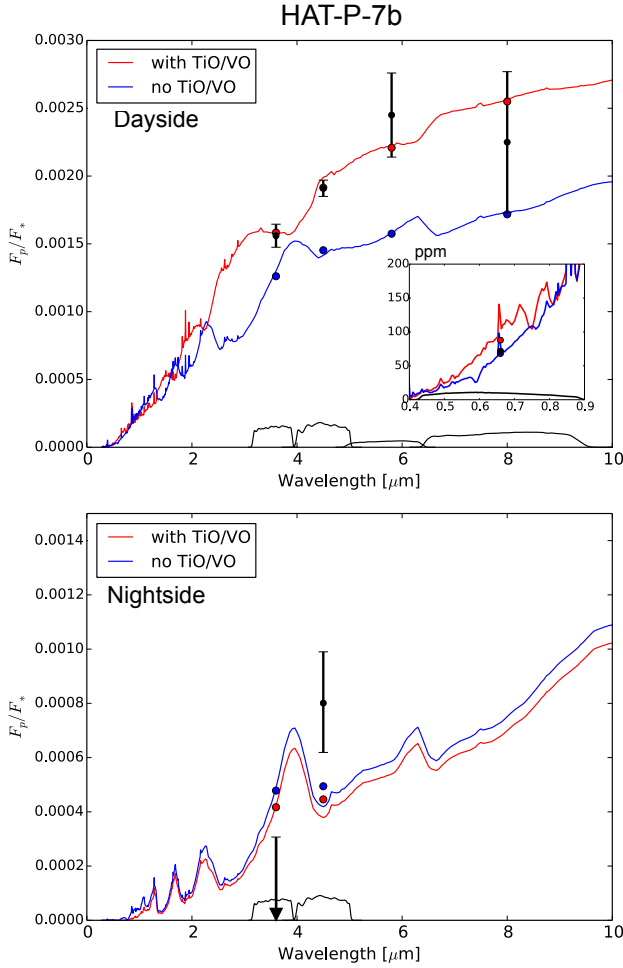 HAT-P-7b
with TiO/VO
no TiO/VO
Dayside
0.0030
0.0025
0.0020
0.0015
0.0010
0.0005
0.0000
F_p/F_*
ppm
200
150
100
50
0
0.4 0.5 0.6 0.7 0.8 0.9
0 2 4 6 8 10
Wavelength [μm]
with TiO/VO
no TiO/VO
Nightside
0.0014
0.0012
0.0010
0.0008
0.0006
0.0004
0.0002
0.0000
F_p/F_*
0 2 4 6 8 10
Wavelength [μm]